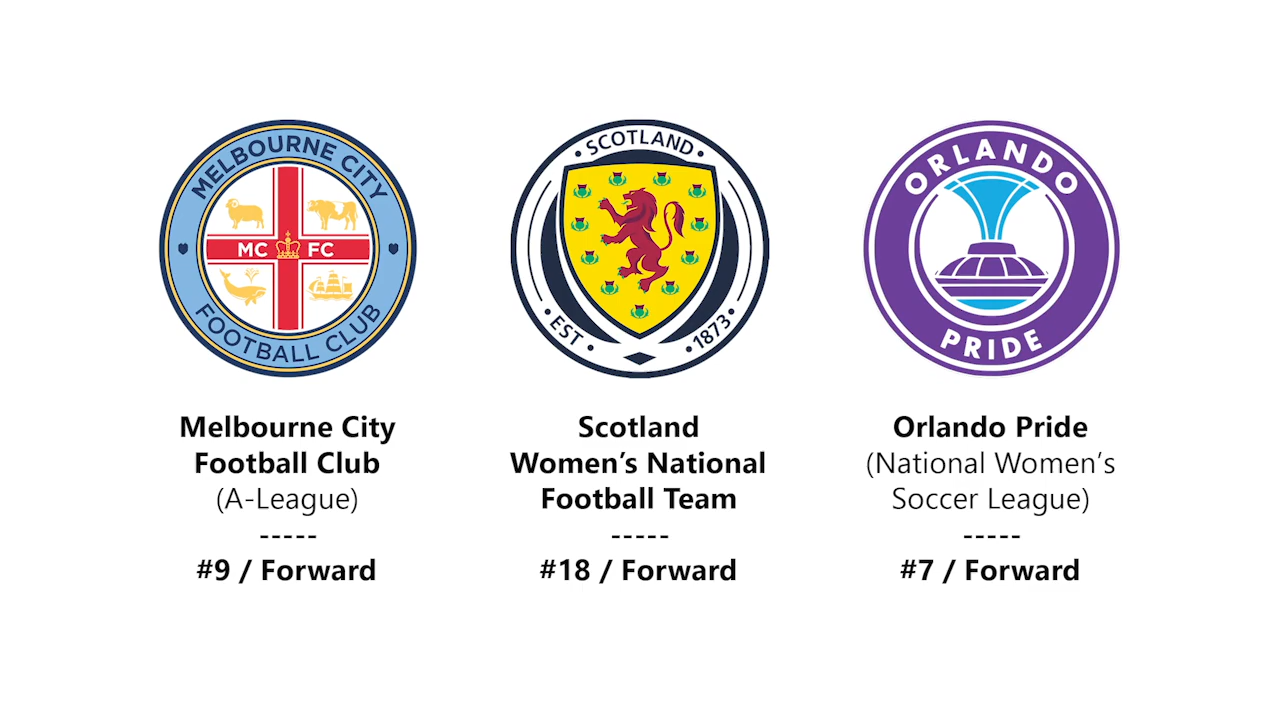 MELBOURNE CITY
MC FC
FOOTBALL CLUB
Melbourne City
Football Club
(A-League)
-----
#9 / Forward
• SCOTLAND •
• EST •
• 1873 •
Scotland
Women’s National
Football Team
-----
#18 / Forward
ORLANDO
PRIDE
Orlando Pride
(National Women’s
Soccer League)
-----
#7 / Forward